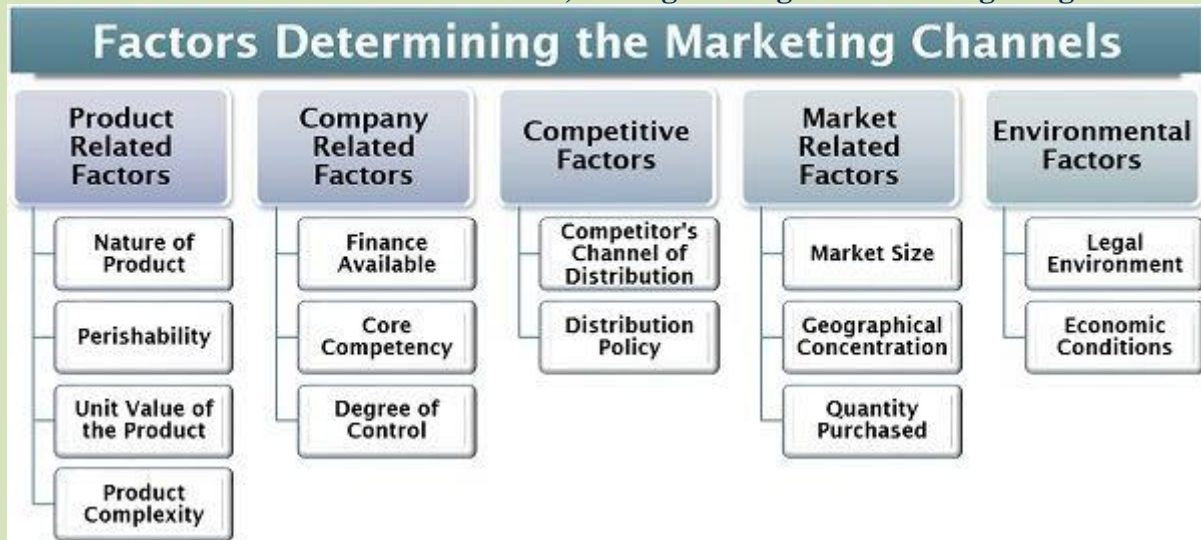 Factors Determining the Marketing Channels
Product
Related
Factors
Nature of
Product
Perishability
Unit Value of
the Product
Product
Complexity
Company
Related
Factors
Finance
Available
Core
Competency
Degree of
Control
Competitive
Factors
Competitor's
Channel of
Distribution
Distribution
Policy
Market
Related
Factors
Market Size
Geographical
Concentration
Quantity
Purchased
Environmental
Factors
Legal
Environment
Economic
Conditions